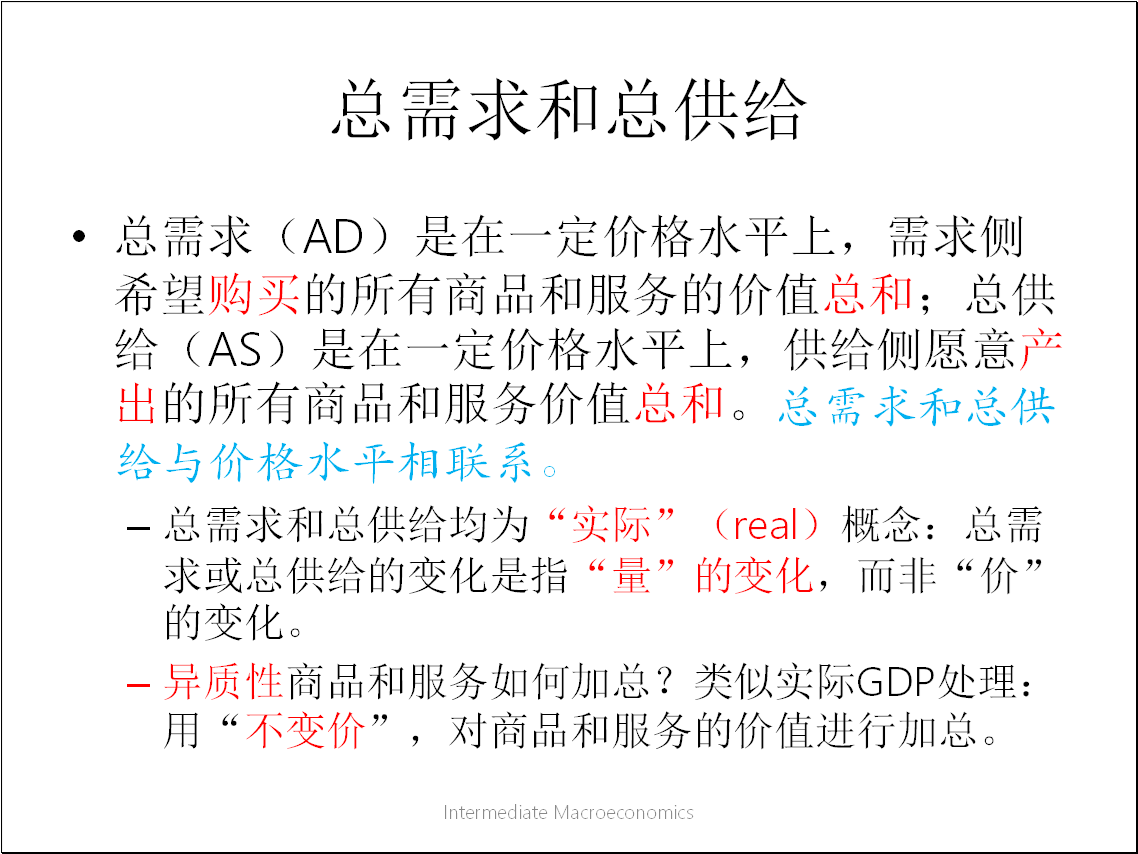 总需求和总供给
• 总需求（AD）是在一定价格水平上，需求侧
希望购买的所有商品和服务的价值总和；总供
给（AS）是在一定价格水平上，供给侧愿意产
出的所有商品和服务价值总和。总需求和总供
给与价格水平相联系。
– 总需求和总供给均为“实际”（real）概念：总需
求或总供给的变化是指“量”的变化，而非“价”
的变化。
– 异质性商品和服务如何加总？类似实际GDP处理：
用“不变价”，对商品和服务的价值进行加总。
Intermediate Macroeconomics